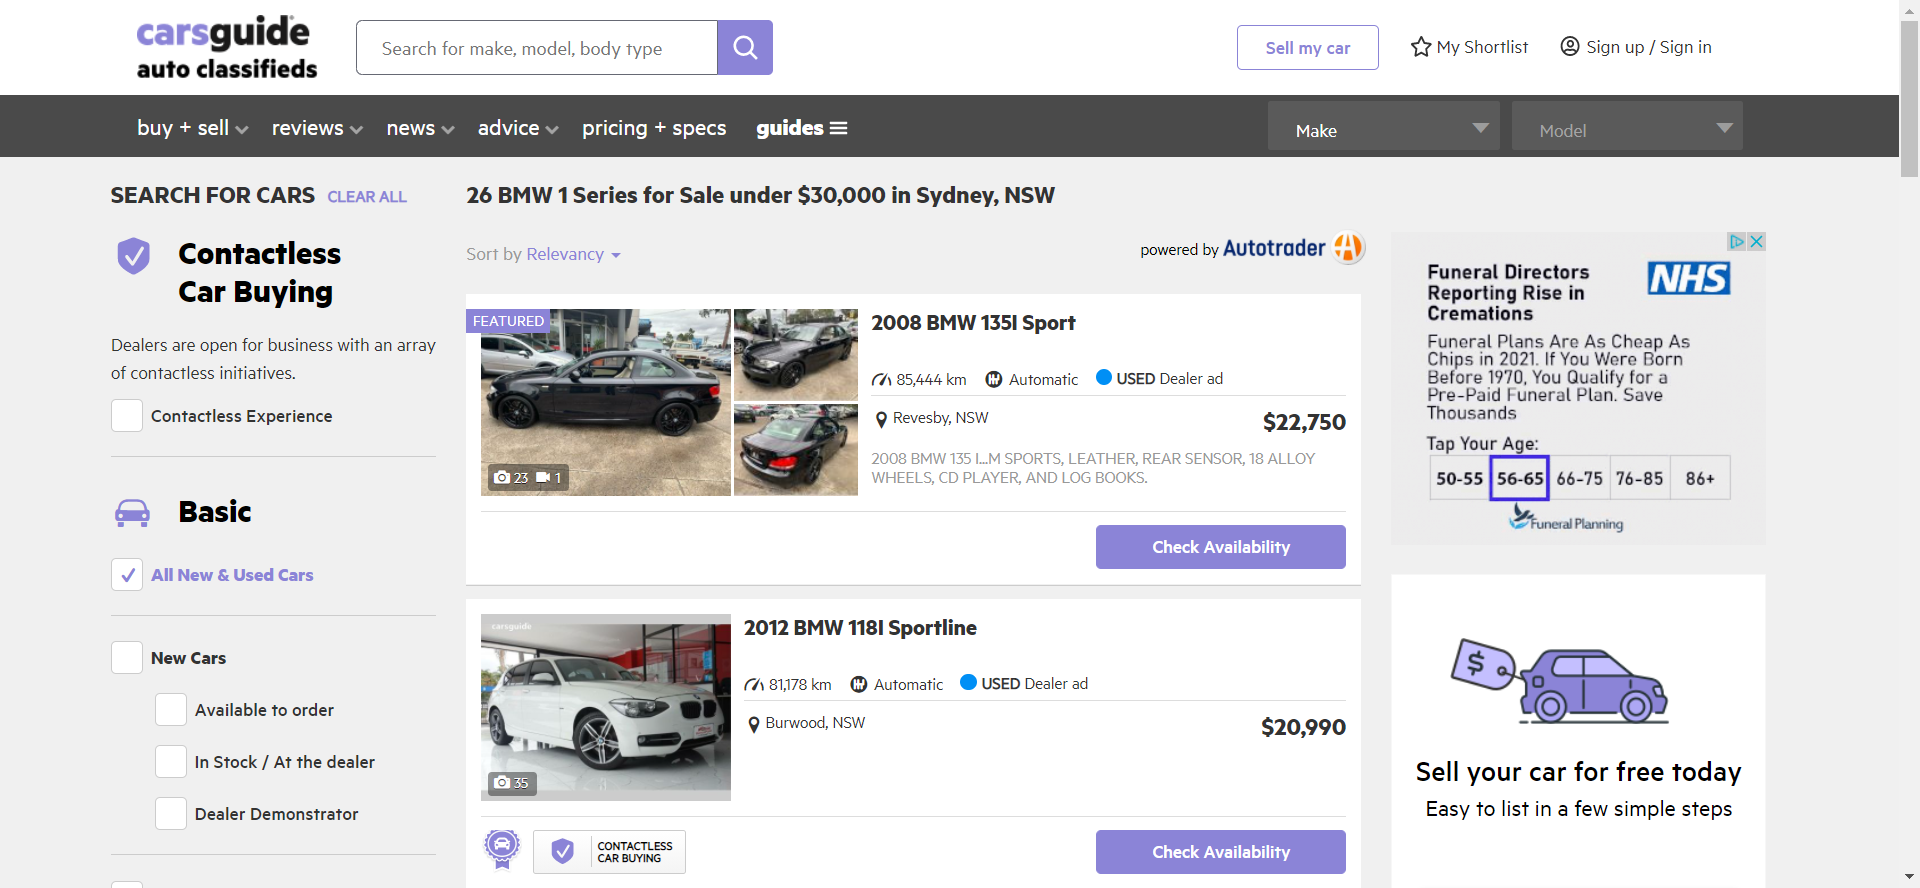 carsguide
auto classifieds
Search for make, model, body type
Sell my car
My Shortlist
Sign up / Sign in
buy + sell
reviews
news
advice
pricing + specs
guides
Make
Model
SEARCH FOR CARS
CLEAR ALL
Contactless
Car Buying
Dealers are open for business with an array
of contactless initiatives.
Contactless Experience
Basic
All New & Used Cars
New Cars
Available to order
In Stock / At the dealer
Dealer Demonstrator
26 BMW 1 Series for Sale under $30,000 in Sydney, NSW
Sort by Relevancy
powered by Autotrader
FEATURED
23
1
2008 BMW 135I Sport
85,444 km
Automatic
USED Dealer ad
Revesby, NSW
$22,750
2008 BMW 135 I...M SPORTS, LEATHER, REAR SENSOR, 18 ALLOY
WHEELS, CD PLAYER, AND LOG BOOKS.
Check Availability
carsguide
35
2012 BMW 118I Sportline
81,178 km
Automatic
USED Dealer ad
Burwood, NSW
$20,990
CONTACTLESS
CAR BUYING
Check Availability
Funeral Directors
Reporting Rise in
Cremations
NHS
Funeral Plans Are As Cheap As
Chips in 2021. If You Were Born
Before 1970, You Qualify for a
Pre-Paid Funeral Plan. Save
Thousands
Tap Your Age:
50-55
56-65
66-75
76-85
86+
Funeral Planning
$
Sell your car for free today
Easy to list in a few simple steps